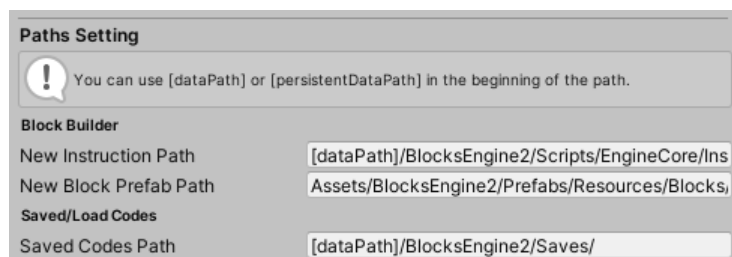 Paths Setting
You can use [dataPath] or [persistentDataPath] in the beginning of the path.
Block Builder
New Instruction Path [dataPath]/BlocksEngine2/Scripts/EngineCore/Ins
New Block Prefab Path Assets/BlocksEngine2/Prefabs/Resources/Blocks/
Saved/Load Codes
Saved Codes Path [dataPath]/BlocksEngine2/Saves/